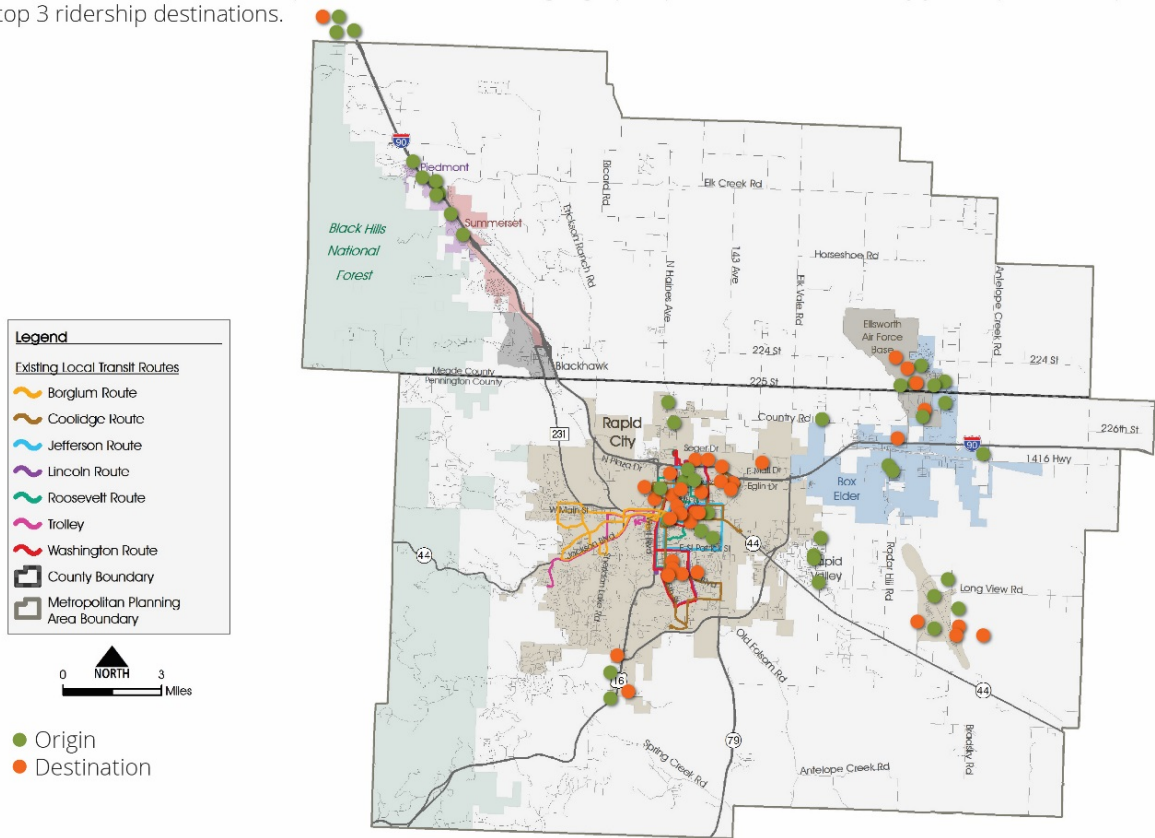 top 3 ridership destinations.
90
Piedmont
Summerset
Black Hills
National
Forest
Ricard Rd
Elk Creek Rd
Erickson Ranch Rd
N Haines Ave
143 Ave
Elk Vale Rd
Horseshoe Rd
Antelope Creek Rd
Ellsworth
Air Force
Base
224 St
224 St
225 St
Blackhawk
Meade County
Pennington County
Rapid
City
Country Rd
226th St
231
Seger Dr
N Plaza Dr
E Mall Dr
Eglin Dr
90
1416 Hwy
Box
Elder
W Main St
Jackson Blvd
E St Patrick St
Sheridan Lake Rd
44
44
Valley
Radar Hill Rd
Long View Rd
Old Folsom Rd
16
44
79
Spring Creek Rd
Antelope Creek Rd
Bradsky Rd
Legend
Existing Local Transit Routes
Borglum Route
Coolidge Route
Jefferson Route
Lincoln Route
Roosevelt Route
Trolley
Washington Route
County Boundary
Metropolitan Planning
Area Boundary
0 NORTH 3
Miles
Origin
Destination